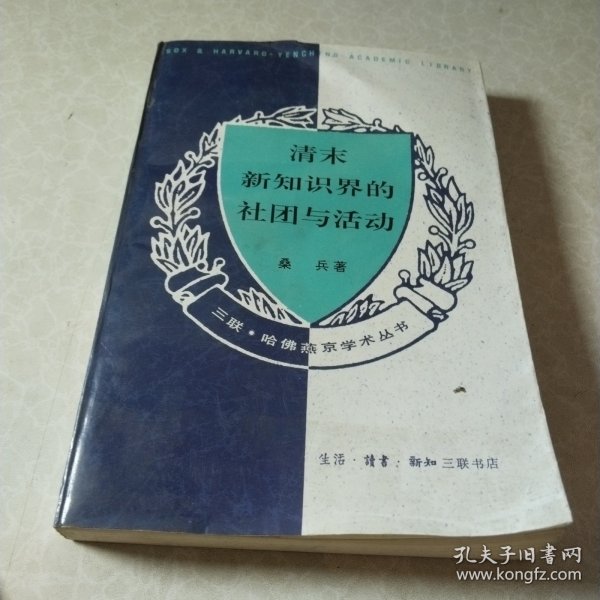 SDX & HARVARD-YENCHING ACADEMIC LIBRARY
清末
新知识界的
社团与活动
桑 兵著
三联·哈佛燕京学术丛书
生活·讀書·新知三联书店
孔夫子旧书网
www.kongfz.com